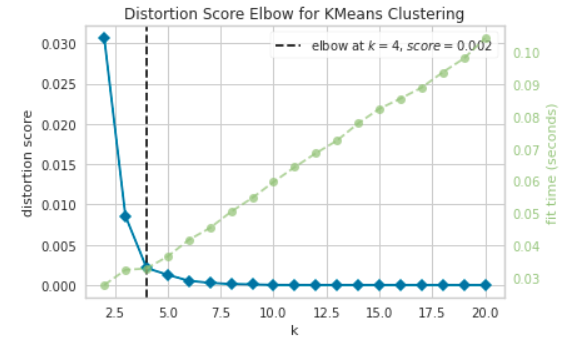 Distortion Score Elbow for KMeans Clustering
elbow at k = 4, score = 0.002
distortion score
0.030
0.025
0.020
0.015
0.010
0.005
0.000
fit time (seconds)
0.10
0.09
0.08
0.07
0.06
0.05
0.04
0.03
2.5 5.0 7.5 10.0 12.5 15.0 17.5 20.0
k